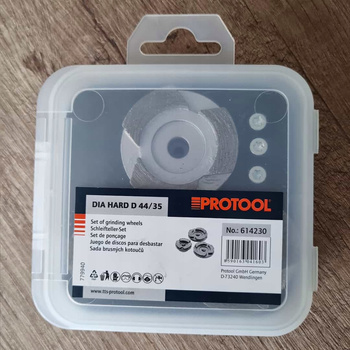 DIA HARD D 44/35
PROTOOL
Set of grinding wheels
Schleifteller-Set
Set de ponçage
Juego de discos para desbastar
Sada brusných kotoučů
No.: 614230
Protool GmbH Germany
D-73240 Wendlingen
www.tts-protool.com